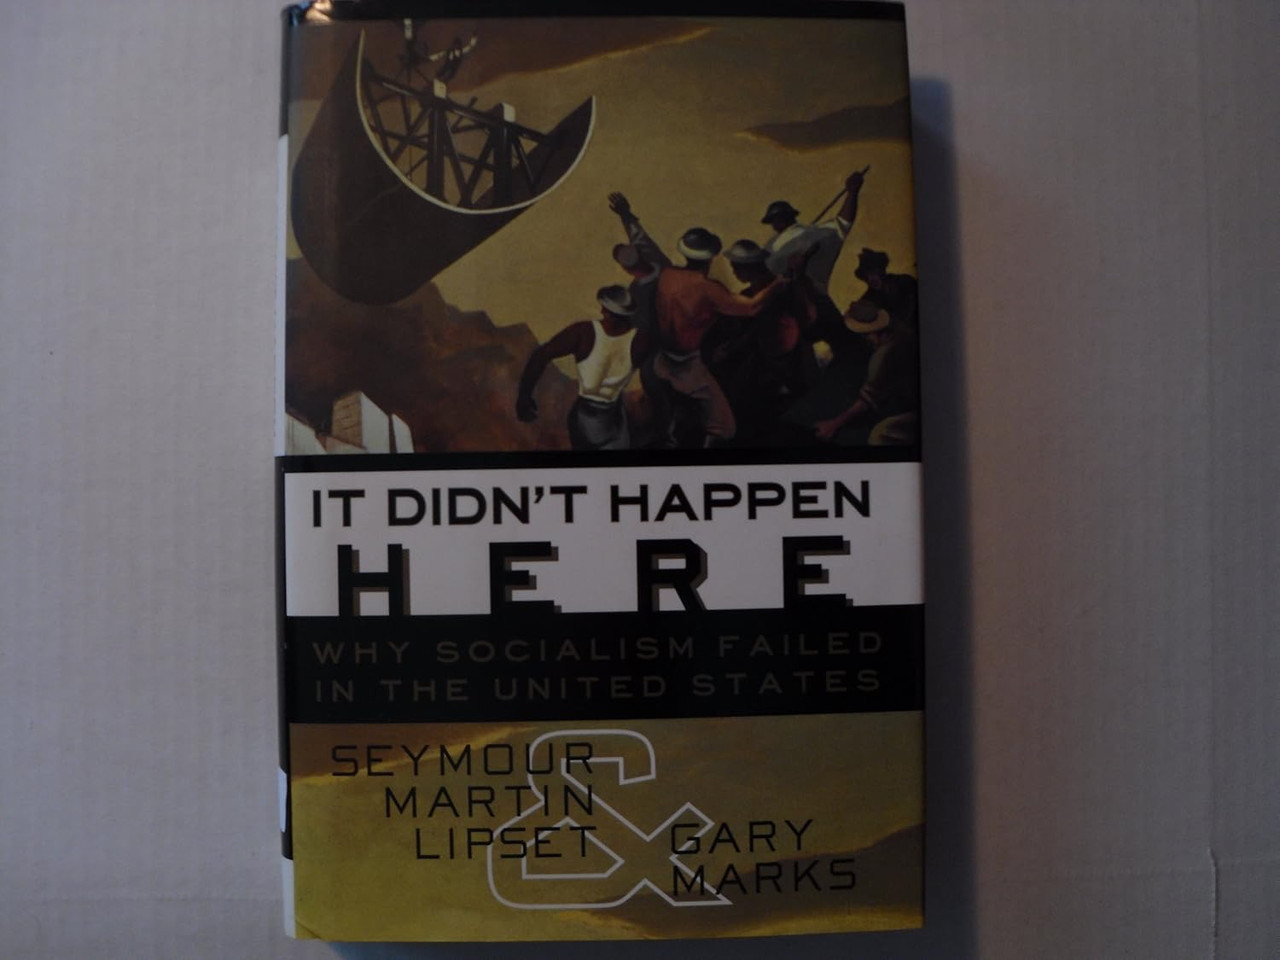 IT DIDN'T HAPPEN
HERE
WHY SOCIALISM FAILED
IN THE UNITED STATES
SEYMOUR
MARTIN
LIPSET
&
GARY
MARKS